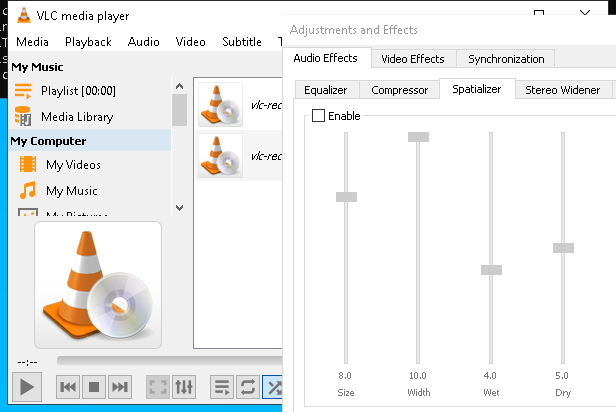 VLC media player
Media Playback Audio Video Subtitle
My Music
Playlist [00:00]
Media Library
My Computer
My Videos
My Music
My Pictures
vlc-rec
vlc-rec
--:--
Adjustments and Effects
Audio Effects Video Effects Synchronization
Equalizer Compressor Spatializer Stereo Widener
Enable
8.0 10.0 4.0 5.0
Size Width Wet Dry